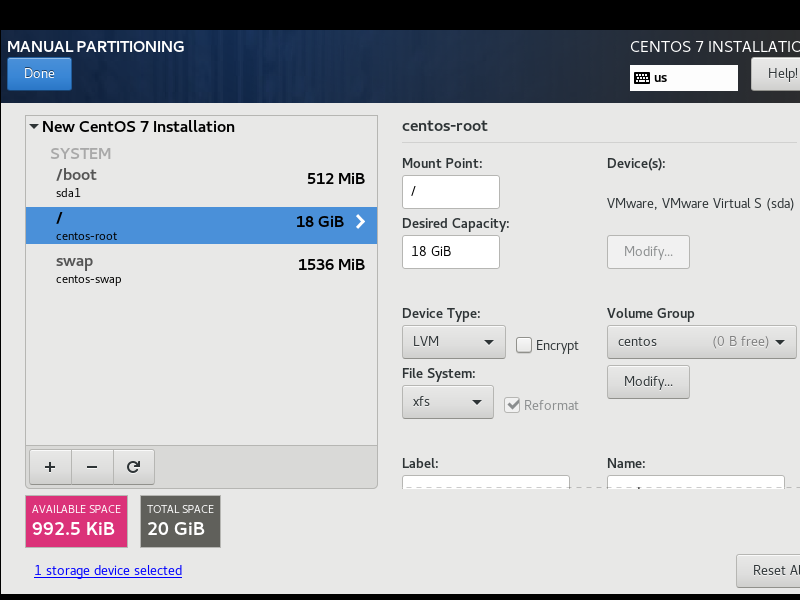 MANUAL PARTITIONING
CENTOS 7 INSTALLATIO
Done
us
Help!
New CentOS 7 Installation
SYSTEM
/boot
512 MiB
sda1
/
18 GiB
centos-root
swap
1536 MiB
centos-swap
+ −
AVAILABLE SPACE
992.5 KiB
TOTAL SPACE
20 GiB
1 storage device selected
centos-root
Mount Point:
/
Desired Capacity:
18 GiB
Device(s):
VMware, VMware Virtual S (sda)
Modify...
Device Type:
LVM
Encrypt
File System:
xfs
Reformat
Volume Group
centos (0 B free)
Modify...
Label:
Name:
Reset Al